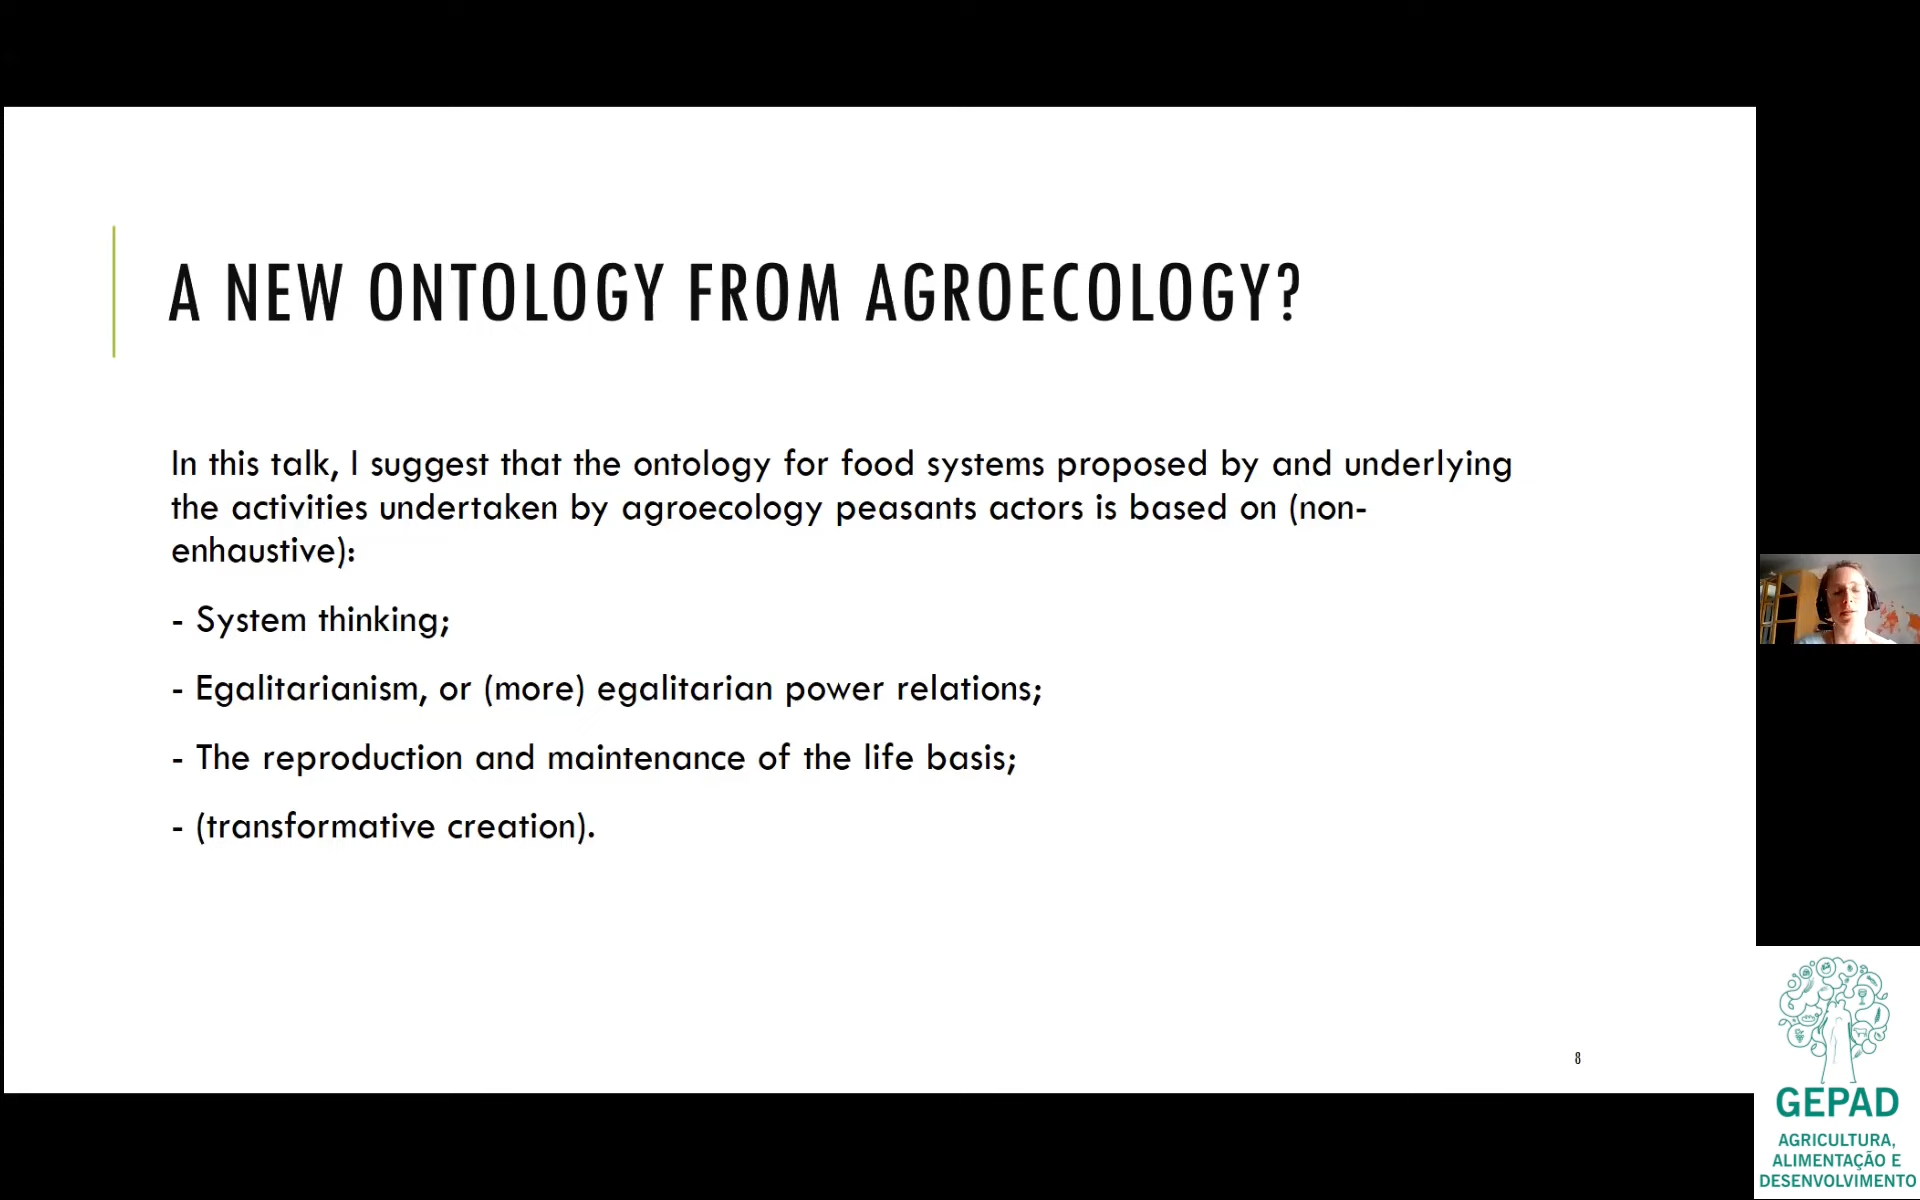 A NEW ONTOLOGY FROM AGROECOLOGY?
In this talk, I suggest that the ontology for food systems proposed by and underlying
the activities undertaken by agroecology peasants actors is based on (non-
enhaustive):
- System thinking;
- Egalitarianism, or (more) egalitarian power relations;
- The reproduction and maintenance of the life basis;
- (transformative creation).
8
GEPAD
AGRICULTURA,
ALIMENTAÇÃO E
DESENVOLVIMENTO